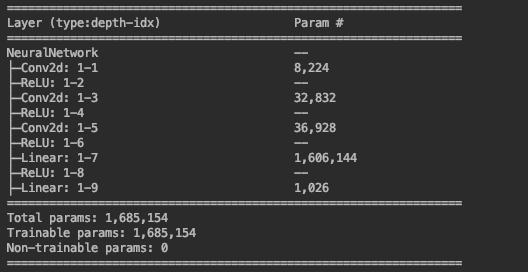 ==========================================================================================
Layer (type:depth-idx)                   Param #
==========================================================================================
NeuralNetwork                            --
├─Conv2d: 1-1                            8,224
├─ReLU: 1-2                              --
├─Conv2d: 1-3                            32,832
├─ReLU: 1-4                              --
├─Conv2d: 1-5                            36,928
├─ReLU: 1-6                              --
├─Linear: 1-7                            1,606,144
├─ReLU: 1-8                              --
├─Linear: 1-9                            1,026
==========================================================================================
Total params: 1,685,154
Trainable params: 1,685,154
Non-trainable params: 0
==========================================================================================